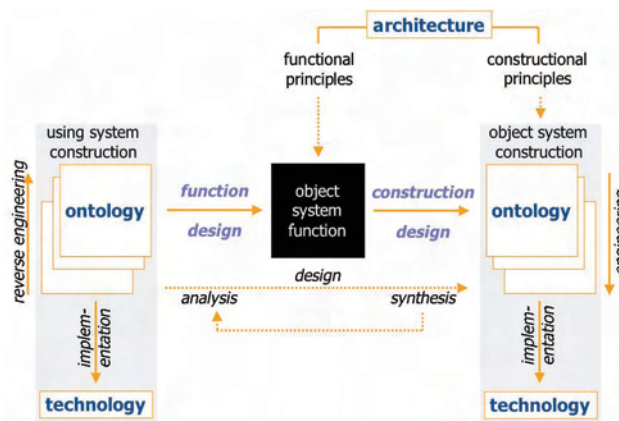 architecture
functional
principles
constructional
principles
using system
construction
object system
construction
reverse engineering
ontology
function
design
object
system
function
construction
design
ontology
engineering
design
analysis
synthesis
implem-
entation
implem-
entation
technology
technology